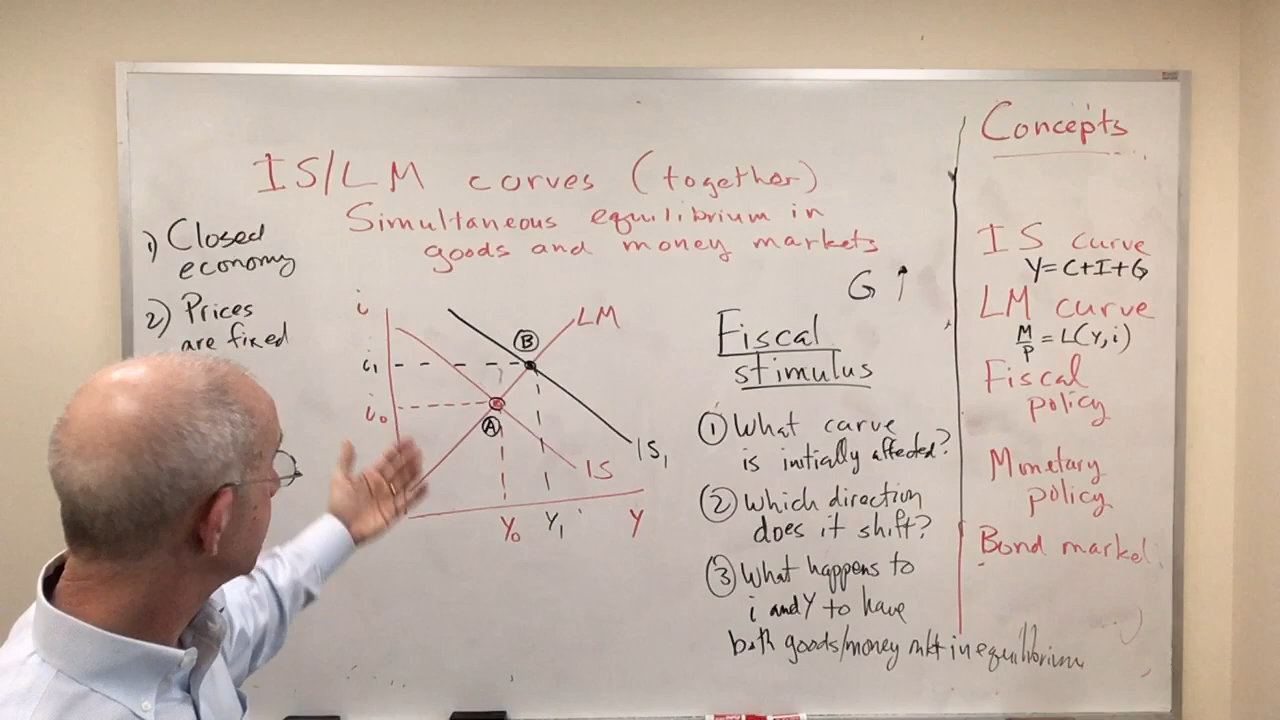 IS/LM curves (together)
Simultaneous equilibrium in
goods and money markets
1) Closed
economy
2) Prices
are fixed
i
i1
i0
A
B
LM
IS
IS1
Y0
Y1
Y
G ↑
Fiscal
stimulus
① What curve
is initially affected?
② Which direction
does it shift?
③ What happens to
i and Y to have
both goods/money mkt in equilibrium
Concepts
IS curve
Y=C+I+G
LM curve
M/P = L(Y,i)
Fiscal
policy
Monetary
policy
Bond market